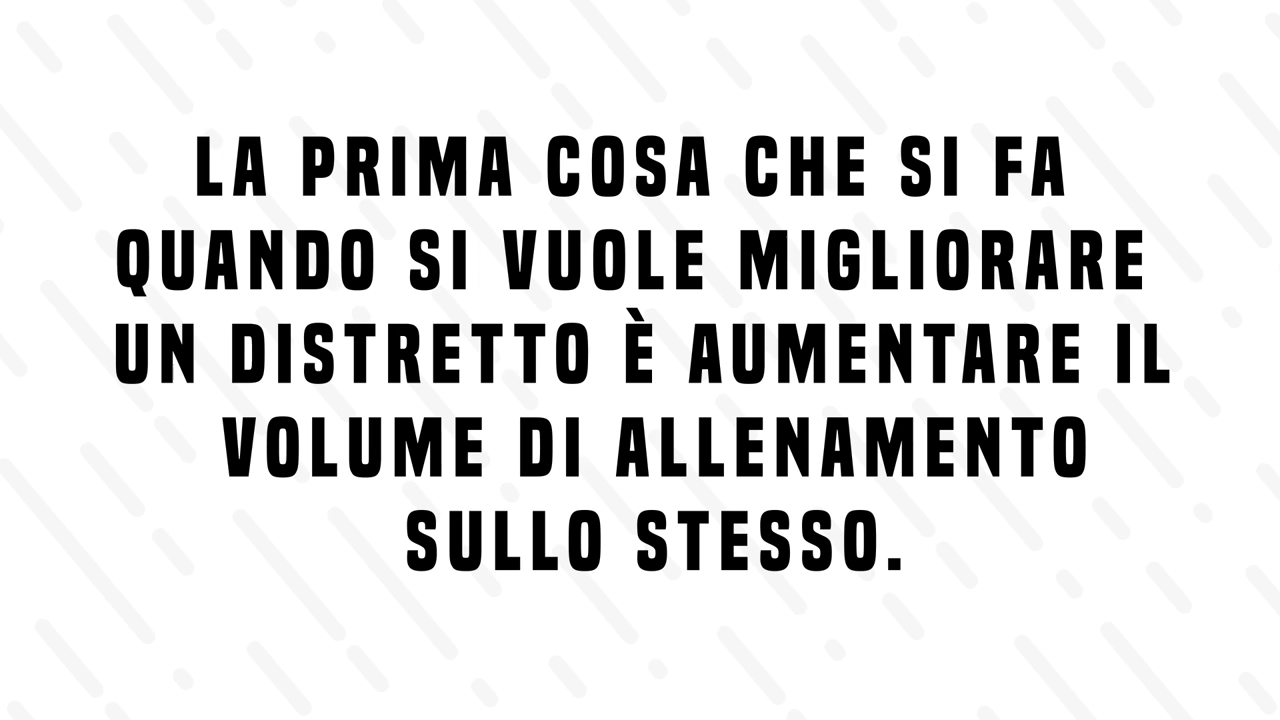 LA PRIMA COSA CHE SI FA
QUANDO SI VUOLE MIGLIORARE
UN DISTRETTO È AUMENTARE IL
VOLUME DI ALLENAMENTO
SULLO STESSO.